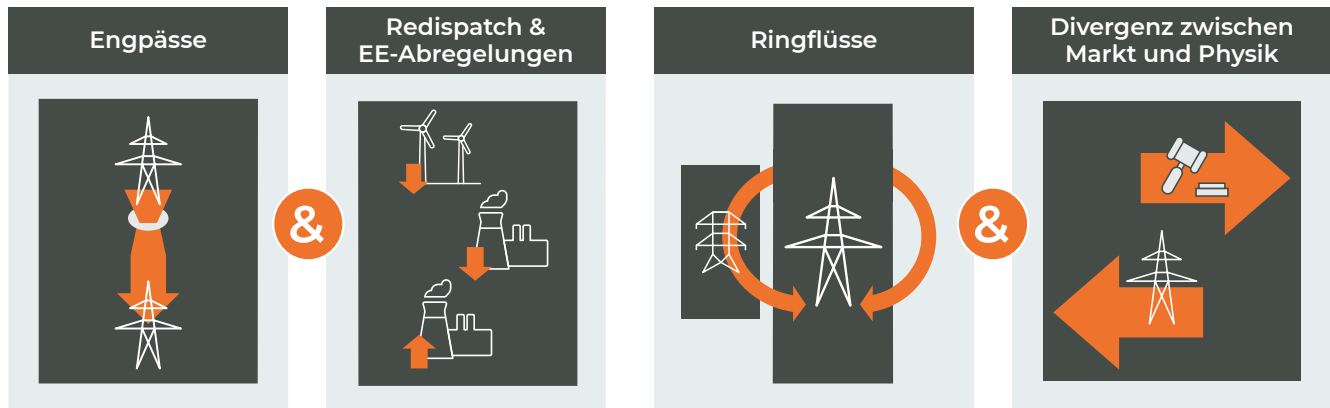 Engpässe
Redispatch &
EE-Abregelungen
Ringflüsse
Divergenz zwischen
Markt und Physik
&
&